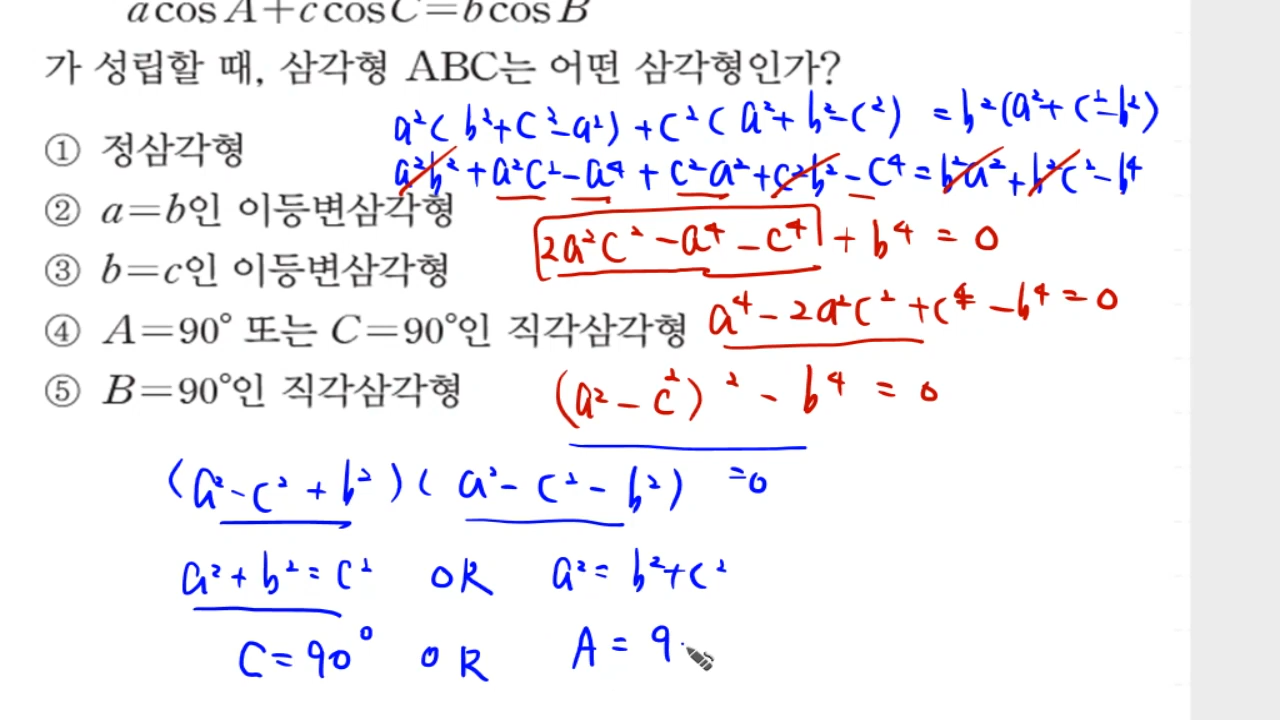 a cos A+c cos C=b cos B
가 성립할 때, 삼각형 ABC는 어떤 삼각형인가?
a²(b²+c²-a²)+c²(a²+b²-c²) = b²(a²+c²-b²)
① 정삼각형
a²b²+a²c²-a⁴+c²a²+c²b²-c⁴=b²a²+b²c²-b⁴
② a=b인 이등변삼각형
2a²c²-a⁴-c⁴+b⁴=0
③ b=c인 이등변삼각형
a⁴-2a²c²+c⁴-b⁴=0
④ A=90° 또는 C=90°인 직각삼각형
⑤ B=90°인 직각삼각형
(a²-c²)²-b⁴=0
(a²-c²+b²)(a²-c²-b²)=0
a²+b²=c² OR a²=b²+c²
C=90° OR A=9